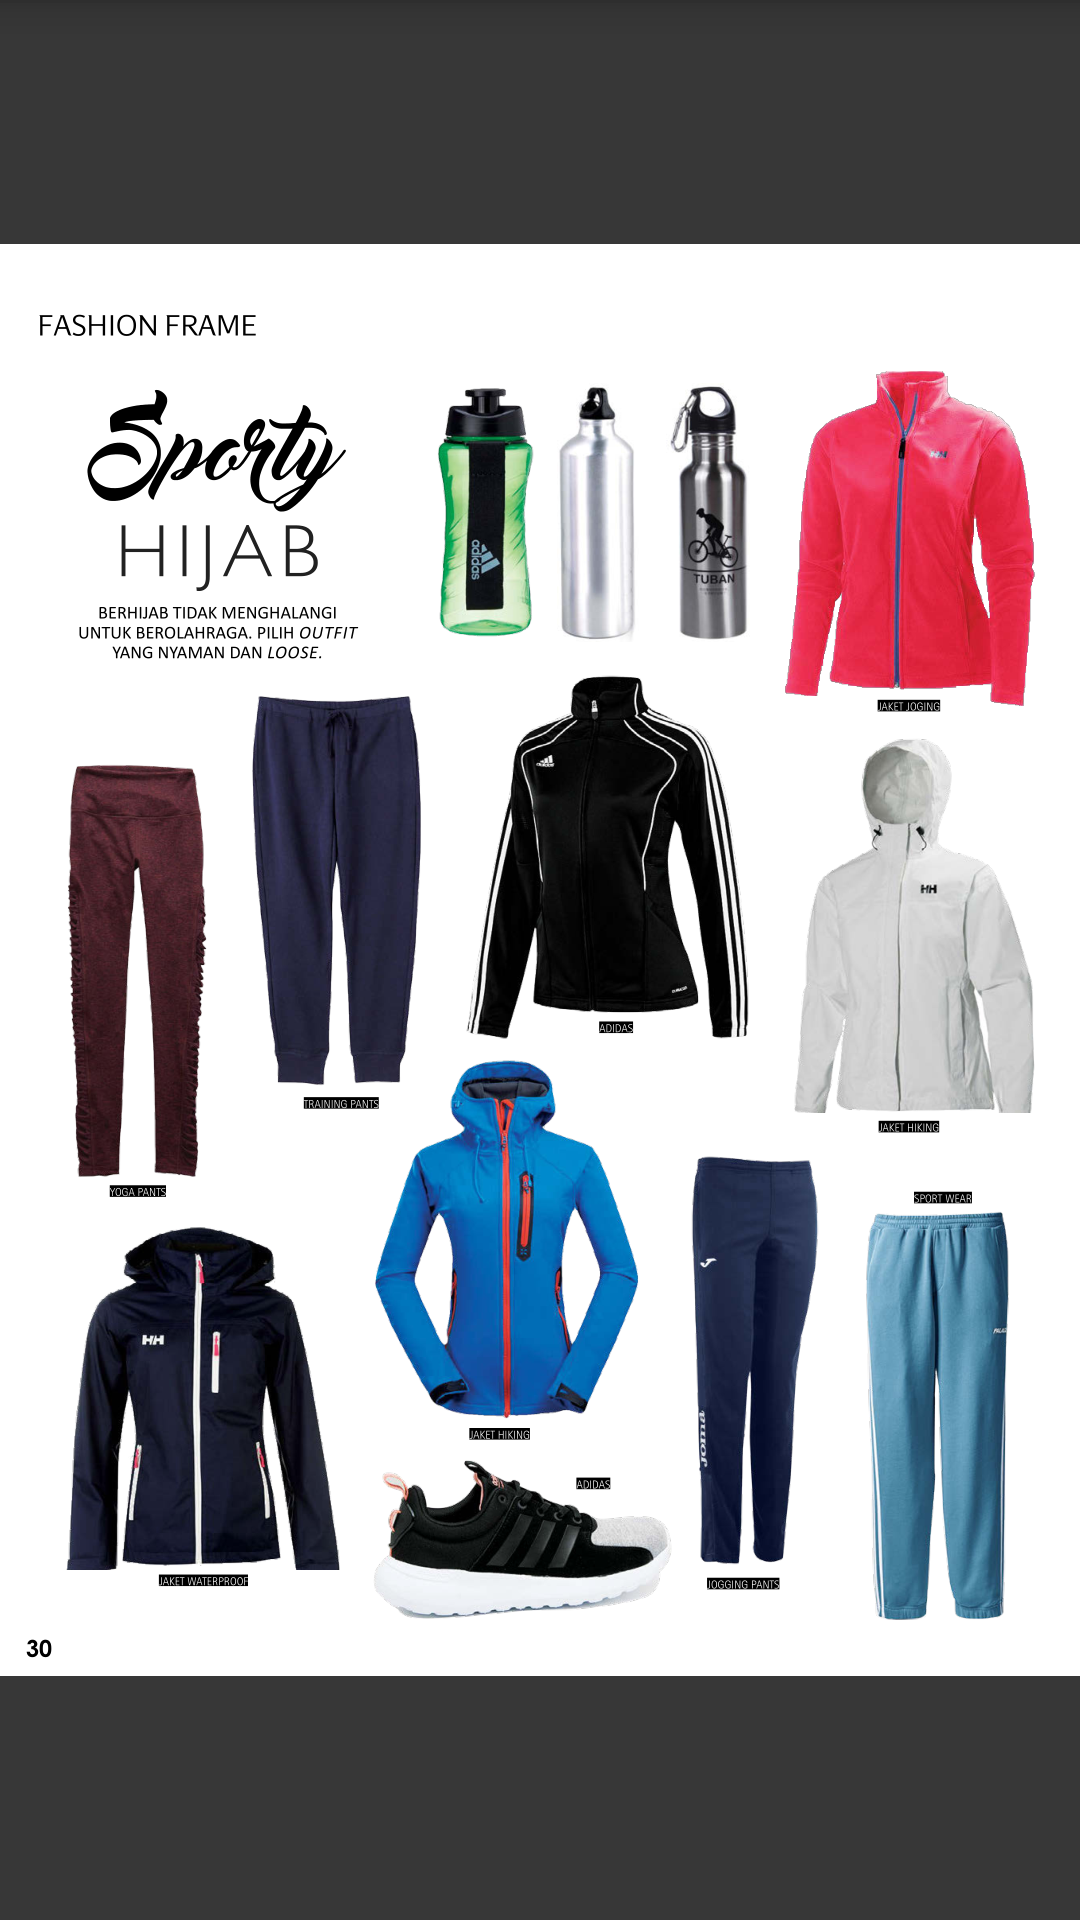 FASHION FRAME
Sporty
HIJAB
BERHIJAB TIDAK MENGHALANGI
UNTUK BEROLAHRAGA. PILIH OUTFIT
YANG NYAMAN DAN LOOSE.
adidas
TUBAN
HH
JAKET JOGING
adidas
ADIDAS
HH
JAKET HIKING
TRAINING PANTS
YOGA PANTS
JAKET HIKING
SPORT WEAR
HH
JAKET WATERPROOF
ADIDAS
Joma
JOGGING PANTS
30